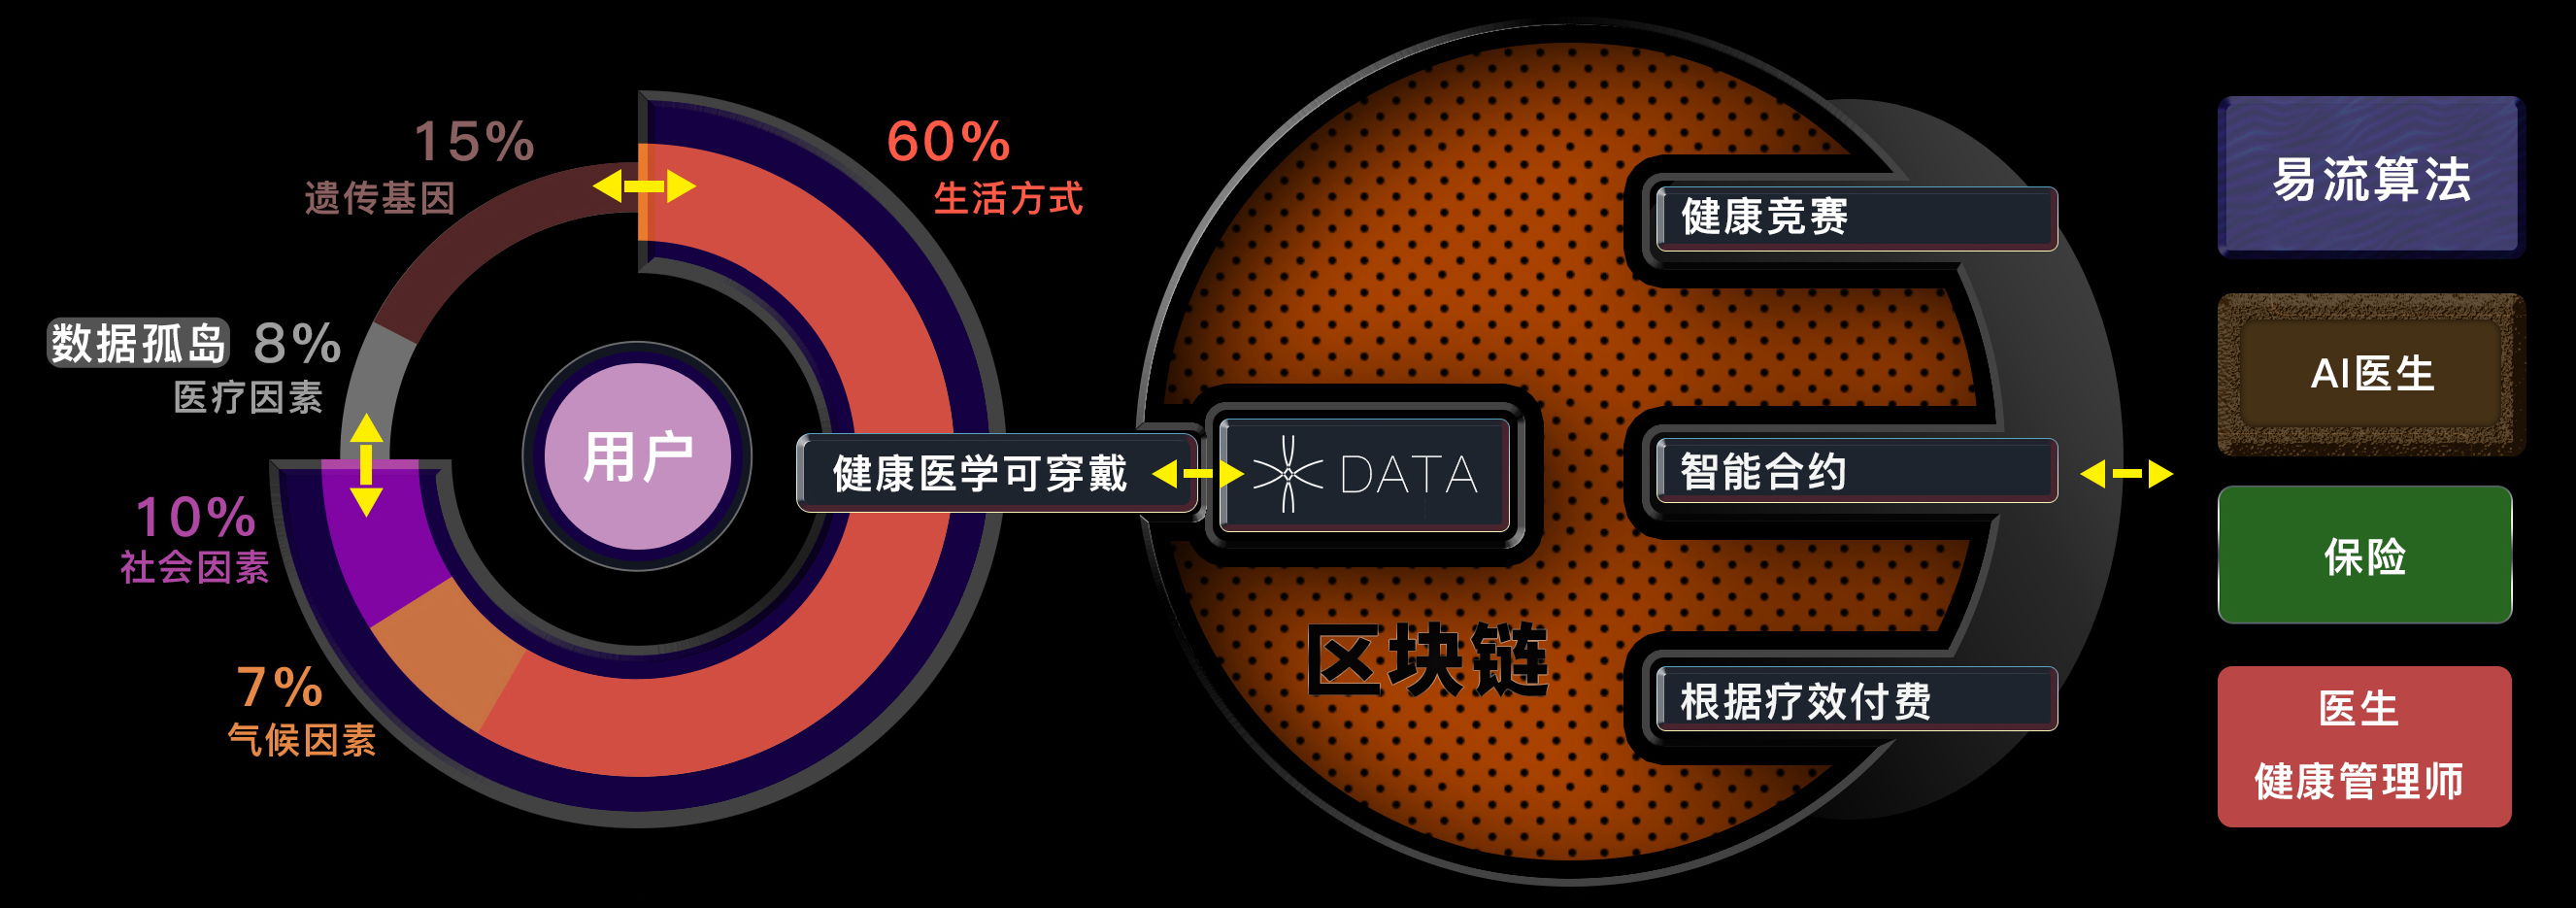 15%
遗传基因
60%
生活方式
数据孤岛 8%
医疗因素
10%
社会因素
7%
气候因素
用户
健康医学可穿戴
DATA
区块链
健康竞赛
智能合约
根据疗效付费
易流算法
AI医生
保险
医生
健康管理师